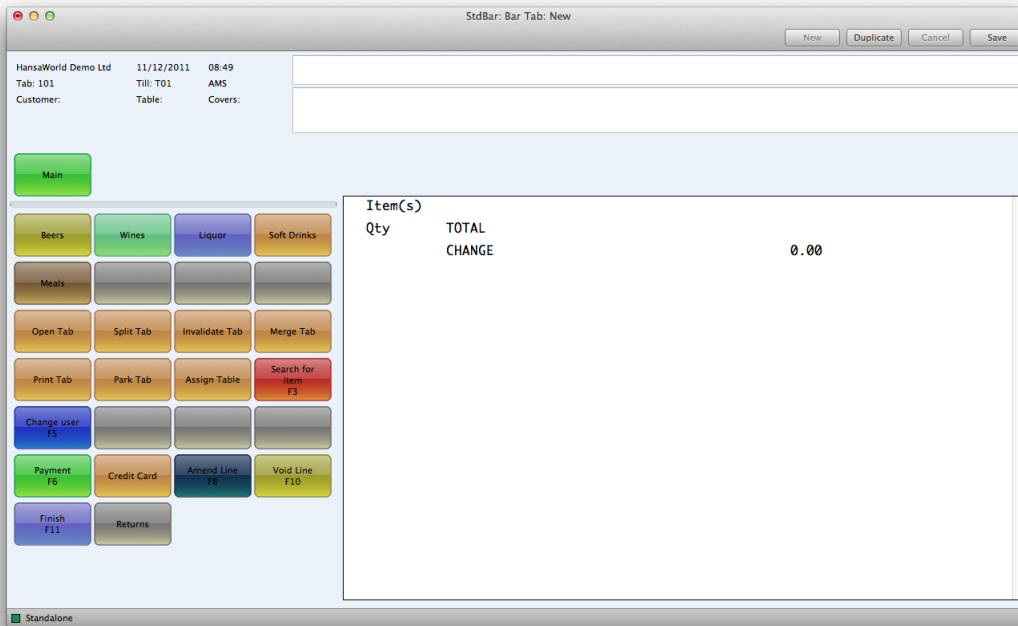 StdBar: Bar Tab: New
New Duplicate Cancel Save
HansaWorld Demo Ltd 11/12/2011 08:49
Tab: 101 Till: T01 AMS
Customer: Table: Covers:
Main
Item(s)
Qty TOTAL
CHANGE 0.00
Beers Wines Liquor Soft Drinks
Meals
Open Tab Split Tab Invalidate Tab Merge Tab
Print Tab Park Tab Assign Table Search for
item
F3
Change user
F5
Payment
F6
Credit Card
Amend Line
F8
Void Line
F10
Finish
F11
Returns
Standalone